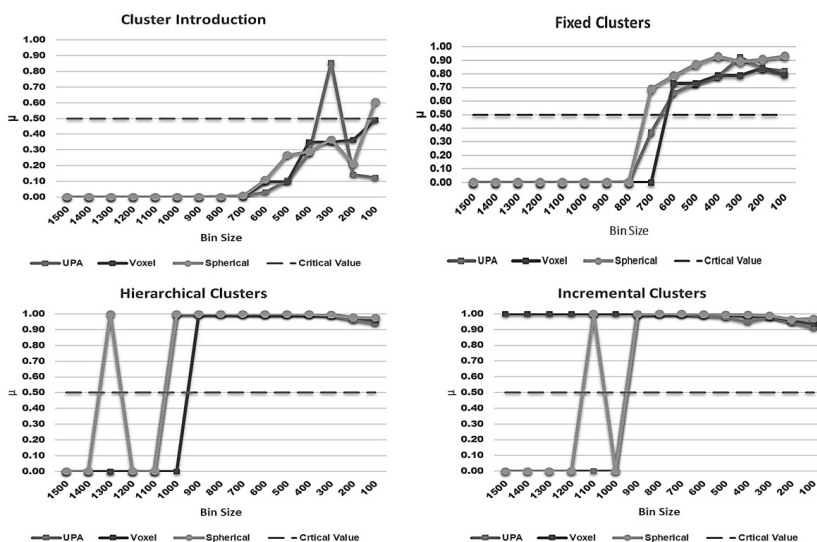 Cluster Introduction
1.00
0.90
0.80
0.70
0.60
0.50
0.40
0.30
0.20
0.10
0.00
μ
1500 1400 1300 1200 1100 1000 900 800 700 600 500 400 300 200 100
Bin Size
UPA Voxel Spherical Crtical Value
Fixed Clusters
1.00
0.90
0.80
0.70
0.60
0.50
0.40
0.30
0.20
0.10
0.00
μ
1500 1400 1300 1200 1100 1000 900 800 700 600 500 400 300 200 100
Bin Size
UPA Voxel Spherical Crtical Value
Hierarchical Clusters
1.00
0.90
0.80
0.70
0.60
0.50
0.40
0.30
0.20
0.10
0.00
μ
1500 1400 1300 1200 1100 1000 900 800 700 600 500 400 300 200 100
Bin Size
UPA Voxel Spherical Crtical Value
Incremental Clusters
1.00
0.90
0.80
0.70
0.60
0.50
0.40
0.30
0.20
0.10
0.00
μ
1500 1400 1300 1200 1100 1000 900 800 700 600 500 400 300 200 100
Bin Size
UPA Voxel Spherical Crtical Value